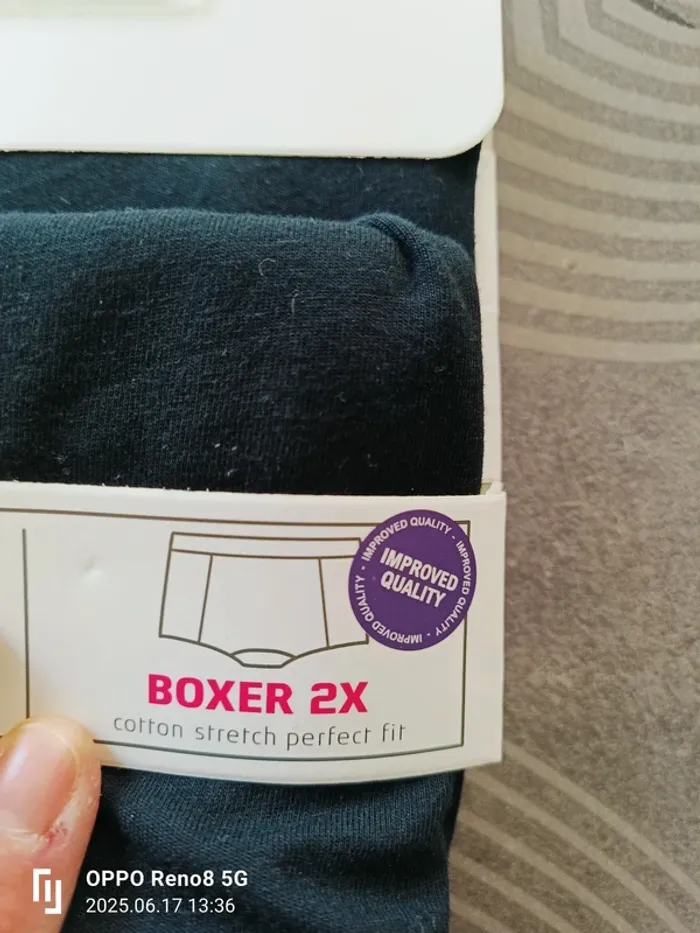 IMPROVED QUALITY - IMPROVED QUALITY - IMPROVED QUALITY -
IMPROVED
QUALITY
BOXER 2X
cotton stretch perfect fit
OPPO Reno8 5G
2025.06.17 13:36